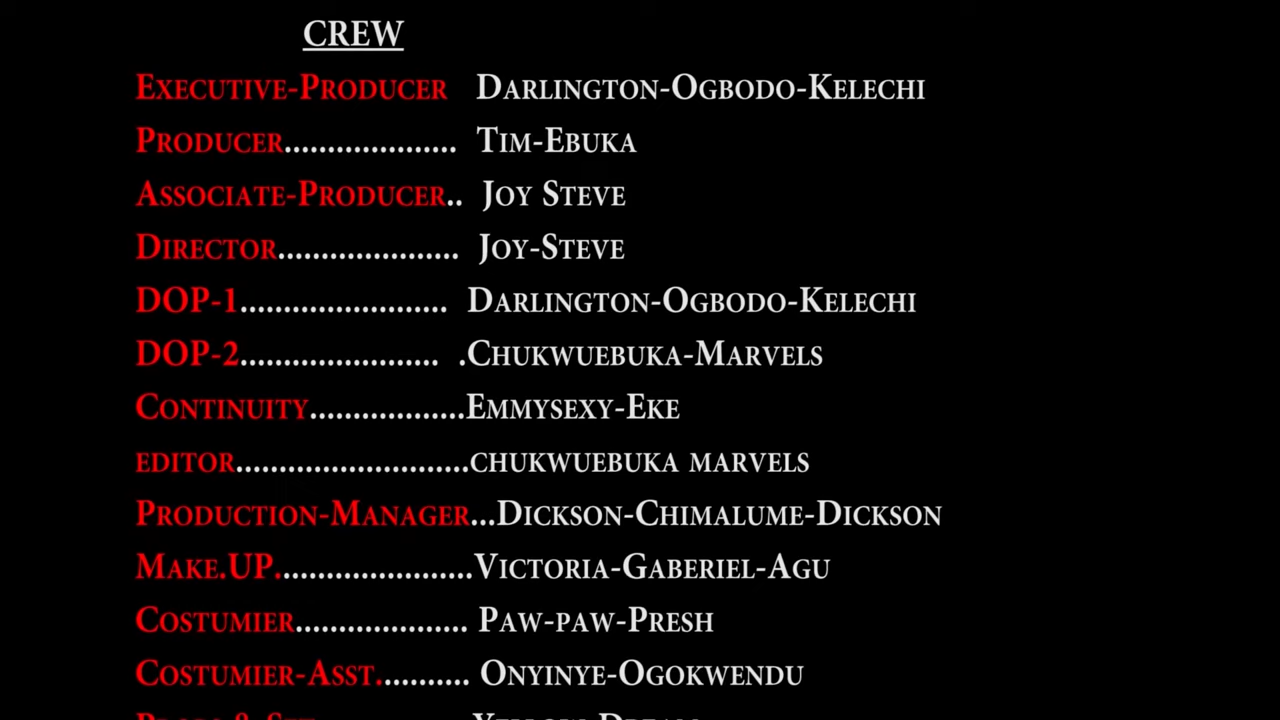 CREW
EXECUTIVE-PRODUCER DARLINGTON-OGBODO-KELECHI
PRODUCER.................... TIM-EBUKA
ASSOCIATE-PRODUCER.. JOY STEVE
DIRECTOR..................... JOY-STEVE
DOP-1........................ DARLINGTON-OGBODO-KELECHI
DOP-2....................... .CHUKWUEBUKA-MARVELS
CONTINUITY..................EMMYSEXY-EKE
EDITOR...........................CHUKWUEBUKA MARVELS
PRODUCTION-MANAGER...DICKSON-CHIMALUME-DICKSON
MAKE.UP.......................VICTORIA-GABERIEL-AGU
COSTUMIER.................... PAW-PAW-PRESH
COSTUMIER-ASST........... ONYINYE-OGOKWENDU